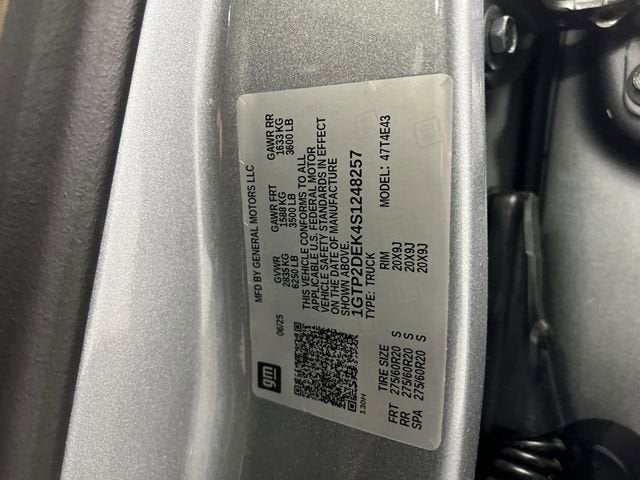 gm
06/25
MFD BY GENERAL MOTORS LLC
GVWR GAWR FRT GAWR RR
2835 KG 1588 KG 1633 KG
6250 LB 3500 LB 3600 LB
THIS VEHICLE CONFORMS TO ALL
APPLICABLE U.S. FEDERAL MOTOR
VEHICLE SAFETY STANDARDS IN EFFECT
ON THE DATE OF MANUFACTURE
SHOWN ABOVE.
1GTP2DEK4S1248257
TYPE: TRUCK MODEL: 47T4E43
130H
TIRE SIZE RIM
FRT 275/60R20 S 20X9J
RR 275/60R20 S 20X9J
SPA 275/60R20 S 20X9J